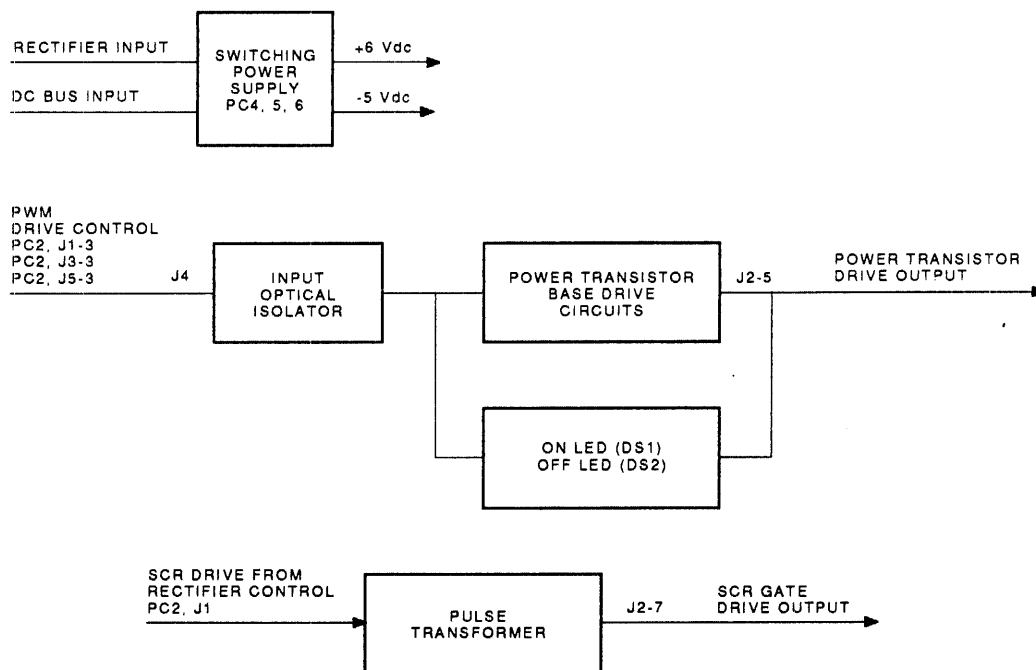 RECTIFIER INPUT
DC BUS INPUT
SWITCHING
POWER
SUPPLY
PC4, 5, 6
+6 Vdc
-5 Vdc
PWM
DRIVE CONTROL
PC2, J1-3
PC2, J3-3
PC2, J5-3
J4
INPUT
OPTICAL
ISOLATOR
POWER TRANSISTOR
BASE DRIVE
CIRCUITS
J2-5
POWER TRANSISTOR
DRIVE OUTPUT
ON LED (DS1)
OFF LED (DS2)
SCR DRIVE FROM
RECTIFIER CONTROL
PC2, J1
PULSE
TRANSFORMER
J2-7
SCR GATE
DRIVE OUTPUT